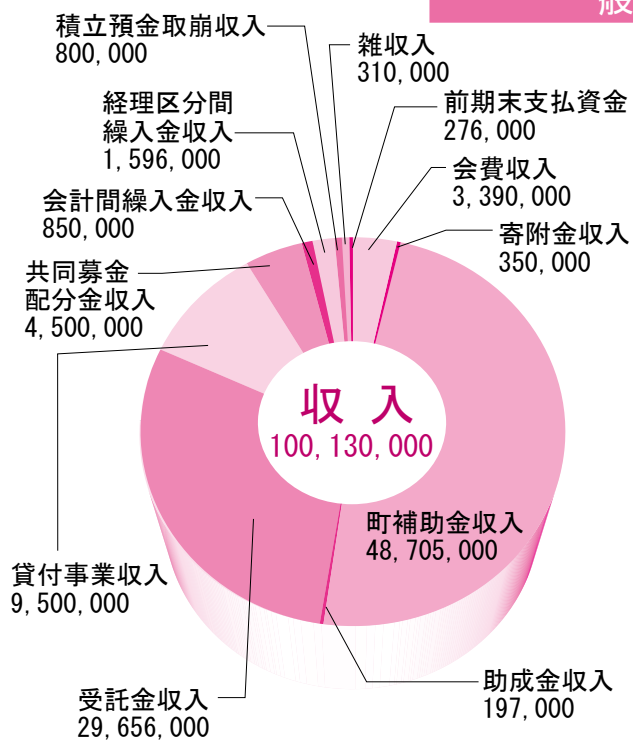 積立預金取崩収入
800,000
雑収入
310,000
前期末支払資金
276,000
経理区分間
繰入金収入
1,596,000
会費収入
3,390,000
会計間繰入金収入
850,000
寄附金収入
350,000
共同募金
配分金収入
4,500,000
収入
100,130,000
町補助金収入
48,705,000
貸付事業収入
9,500,000
受託金収入
29,656,000
助成金収入
197,000